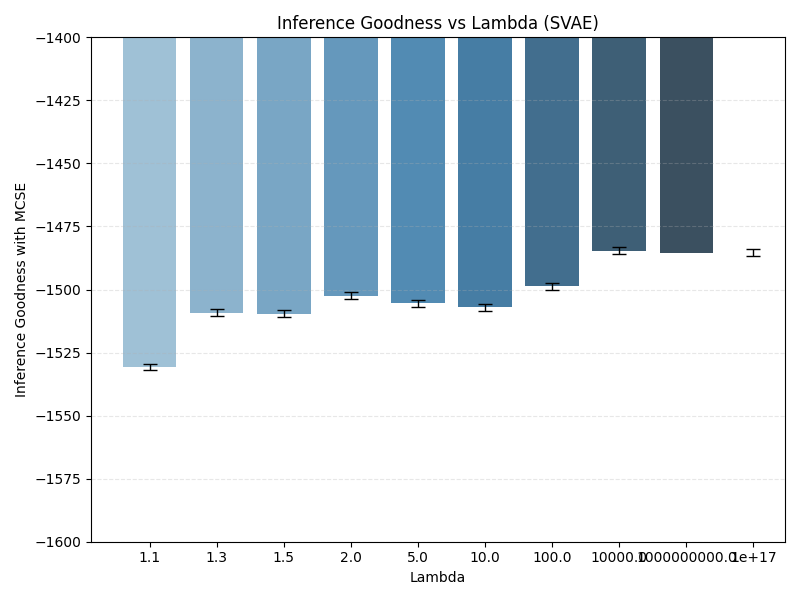 Inference Goodness vs Lambda (SVAE)
Inference Goodness with MCSE
−1400
−1425
−1450
−1475
−1500
−1525
−1550
−1575
−1600
1.1 1.3 1.5 2.0 5.0 10.0 100.0 10000.0 1000000000.0 1e+17
Lambda